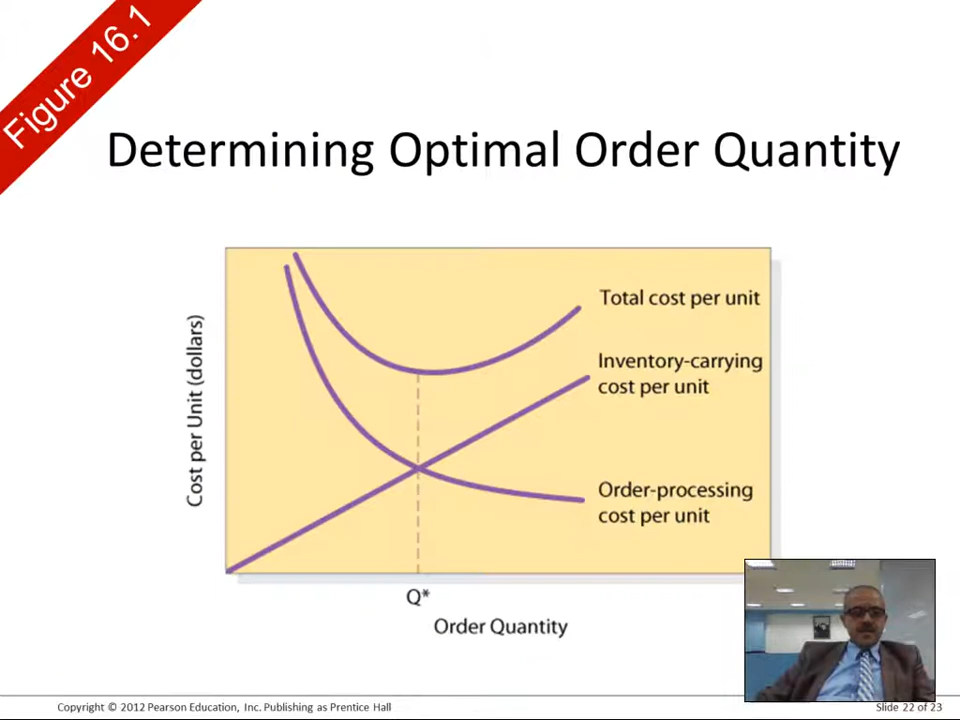 Figure 16.1
Determining Optimal Order Quantity
Cost per Unit (dollars)
Total cost per unit
Inventory-carrying
cost per unit
Order-processing
cost per unit
Q*
Order Quantity
Copyright © 2012 Pearson Education, Inc. Publishing as Prentice Hall
Slide 22 of 23